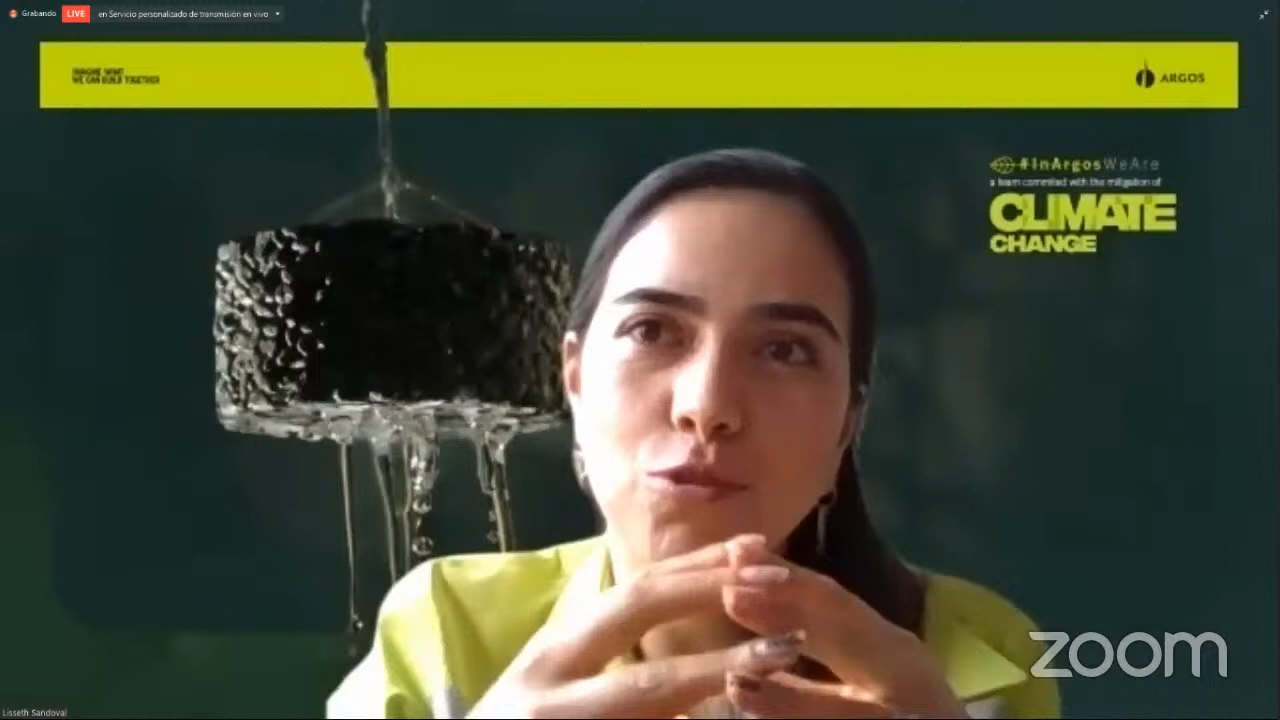 Grabando LIVE en Servicio personalizado de transmisión en vivo
IMAGINE WHAT
WE CAN BUILD TOGETHER
ARGOS
#InArgosWeAre
a team committed with the mitigation of
CLIMATE
CHANGE
zoom
Lisseth Sandoval